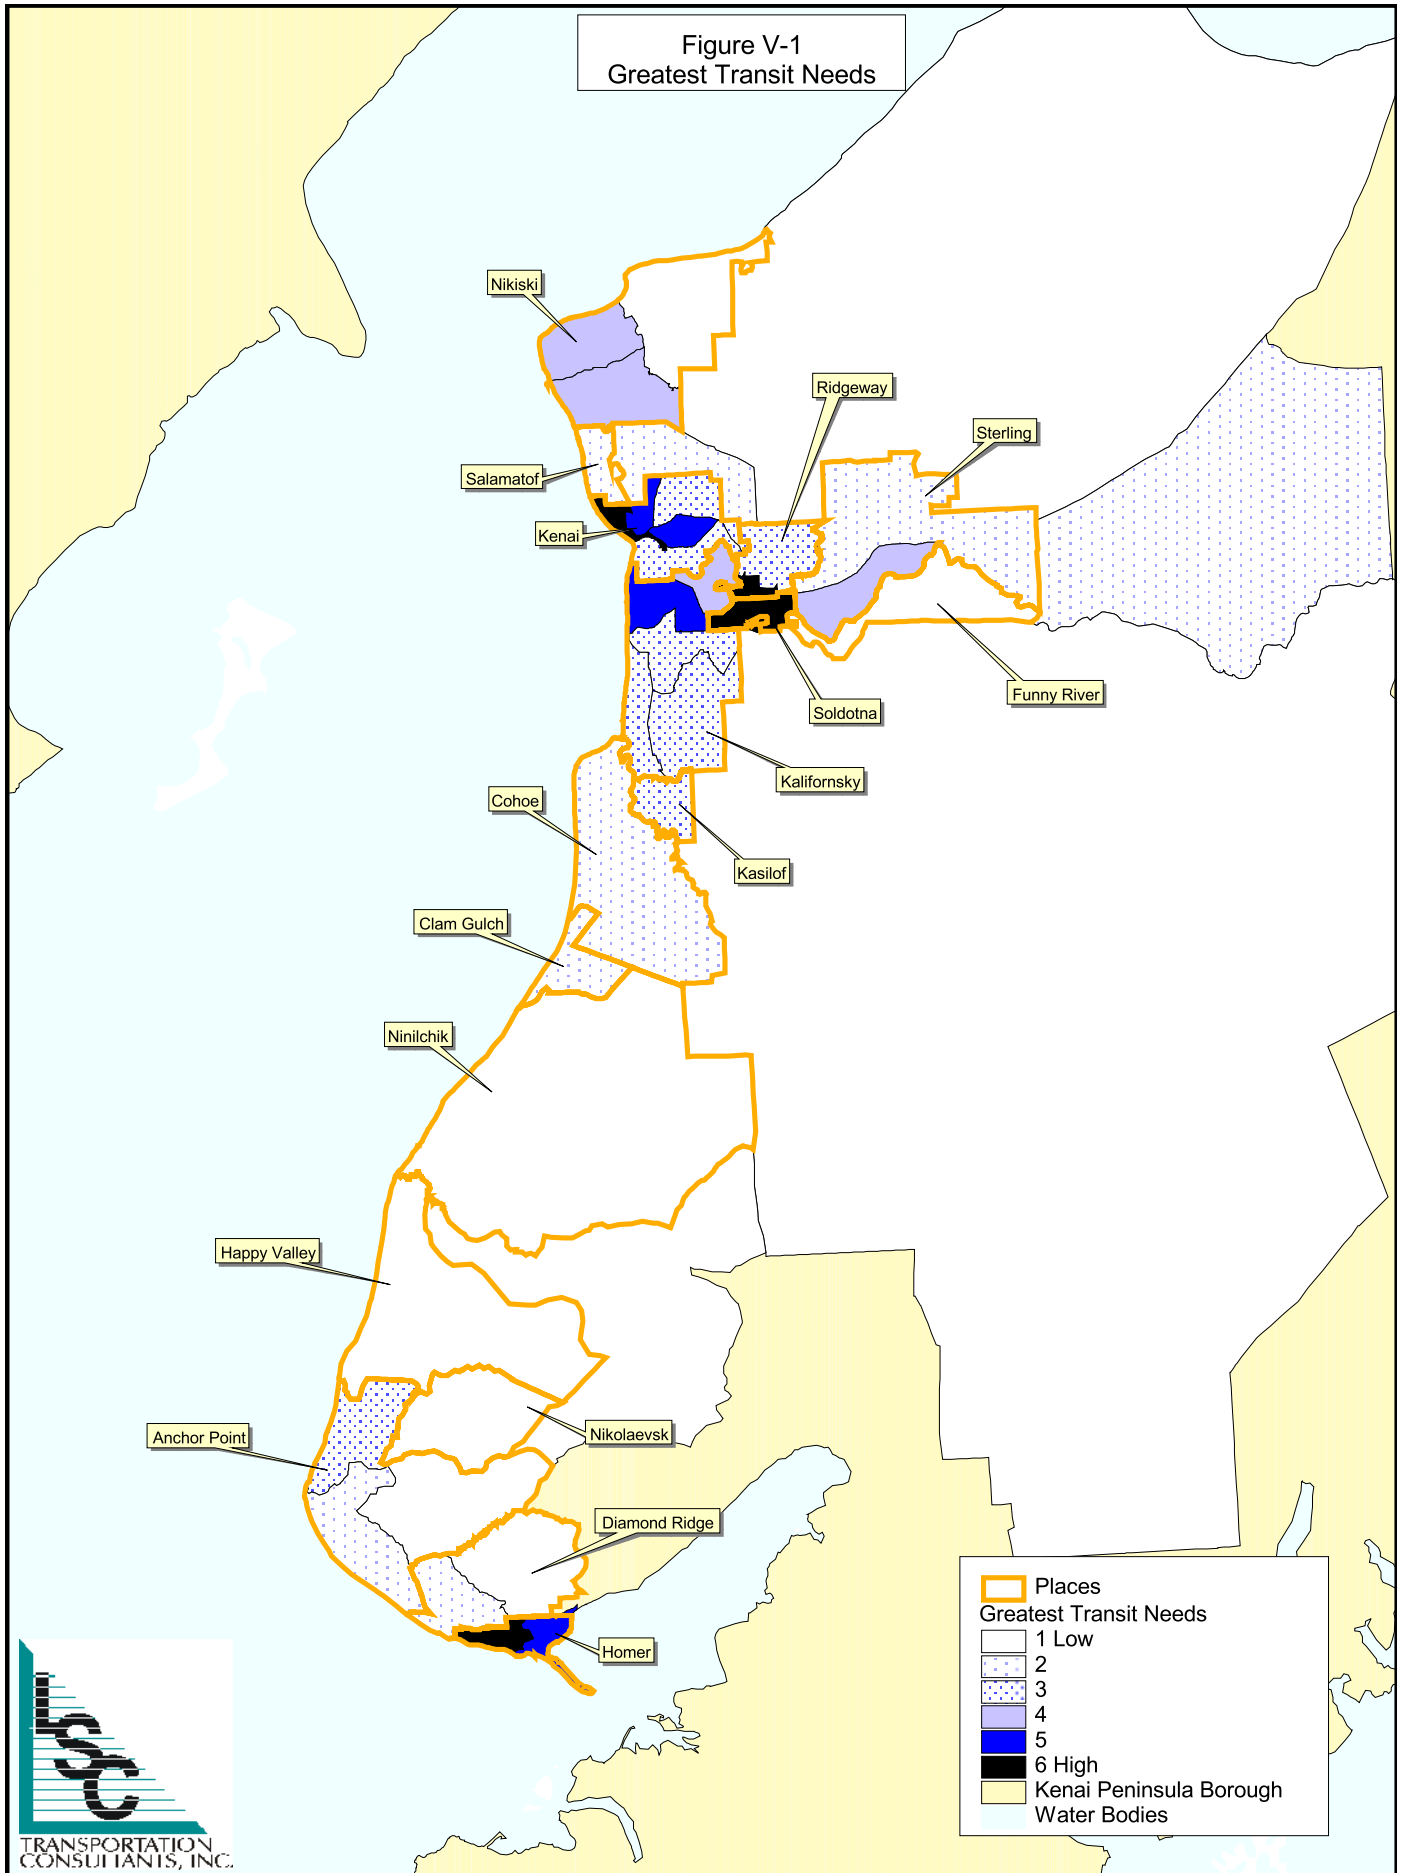 Figure V-1
Greatest Transit Needs
Nikiski
Ridgeway
Sterling
Salamatof
Kenai
Funny River
Soldotna
Kalifornsky
Cohoe
Kasilof
Clam Gulch
Ninilchik
Happy Valley
Anchor Point
Nikolaevsk
Diamond Ridge
Homer
Places
Greatest Transit Needs
1 Low
2
3
4
5
6 High
Kenai Peninsula Borough
Water Bodies
LSC
TRANSPORTATION
CONSULTANTS, INC.